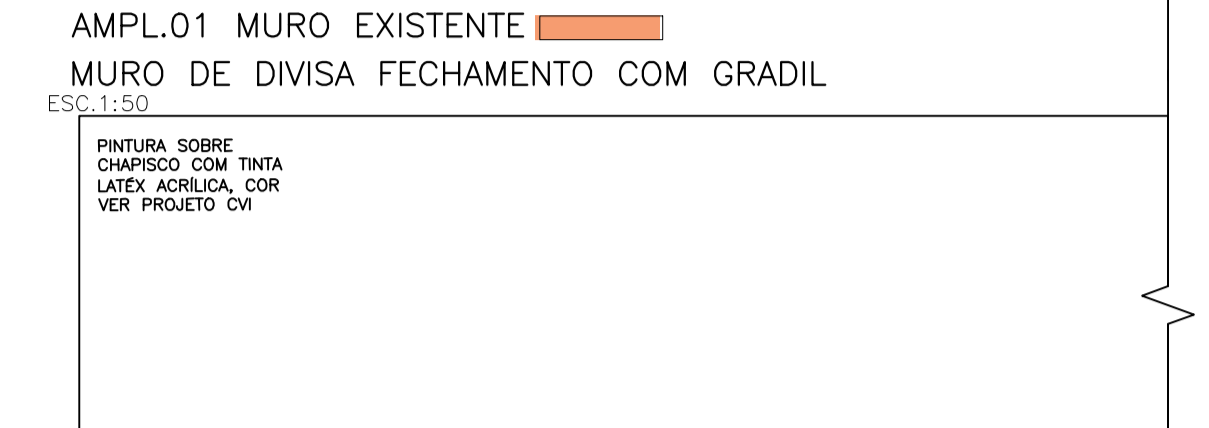 AMPL.01 MURO EXISTENTE
MURO DE DIVISA FECHAMENTO COM GRADIL
ESC.1:50
PINTURA SOBRE
CHAPISCO COM TINTA
LATÉX ACRÍLICA, COR
VER PROJETO CVI